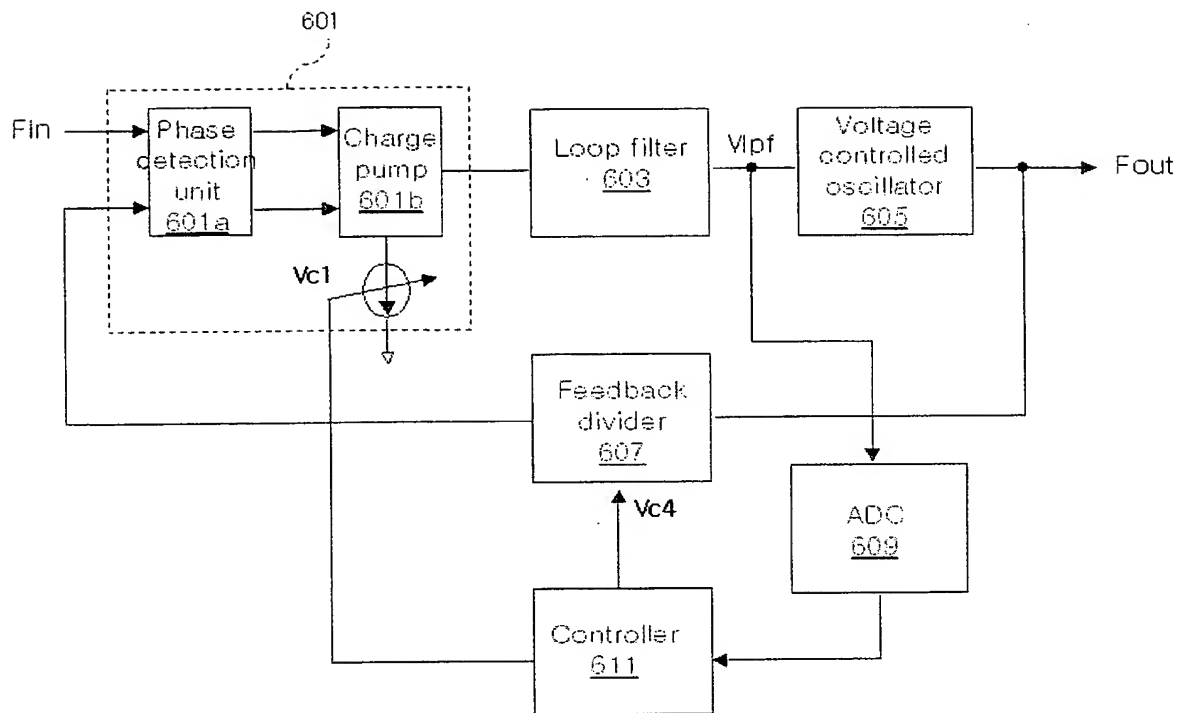 601
Fin
Phase
detection
unit
601a
Charge
pump
601b
Loop filter
603
Vlpf
Voltage
controlled
oscillator
605
Fout
Vc1
Feedback
divider
607
Vc4
ADC
609
Controller
611